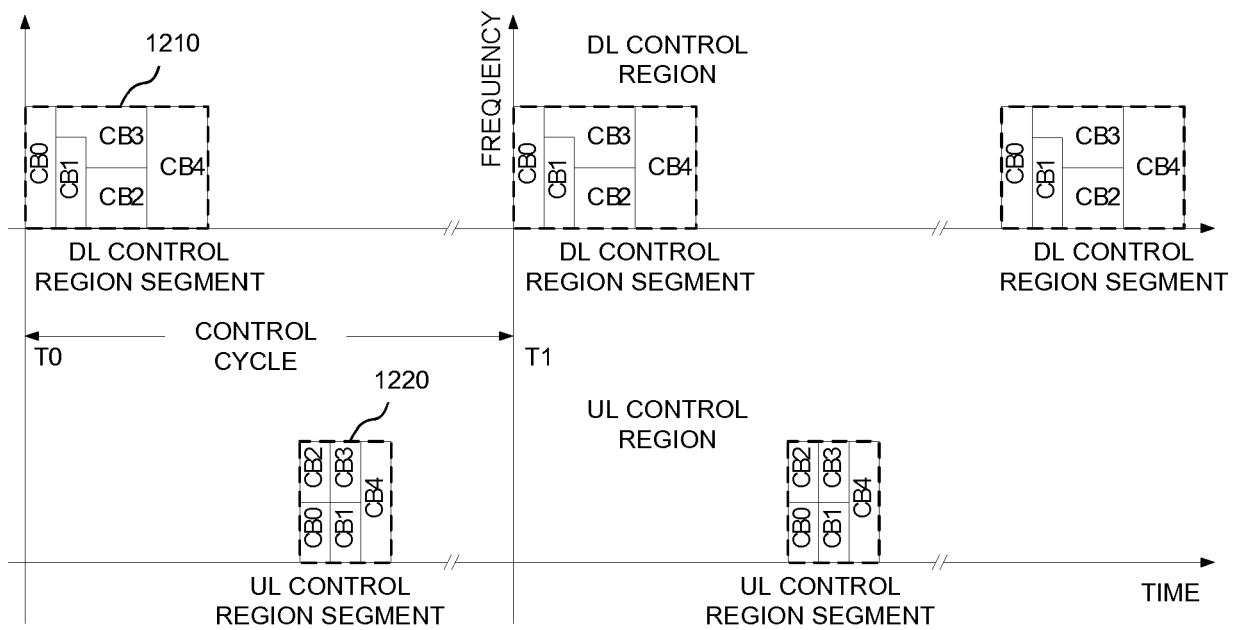 1210
FREQUENCY
DL CONTROL
REGION
CB0
CB1
CB3
CB2
CB4
CB0
CB1
CB3
CB2
CB4
CB0
CB1
CB3
CB2
CB4
DL CONTROL
REGION SEGMENT
DL CONTROL
REGION SEGMENT
DL CONTROL
REGION SEGMENT
CONTROL
CYCLE
T0
T1
1220
UL CONTROL
REGION
CB2
CB3
CB0
CB1
CB4
CB2
CB3
CB0
CB1
CB4
UL CONTROL
REGION SEGMENT
UL CONTROL
REGION SEGMENT
TIME